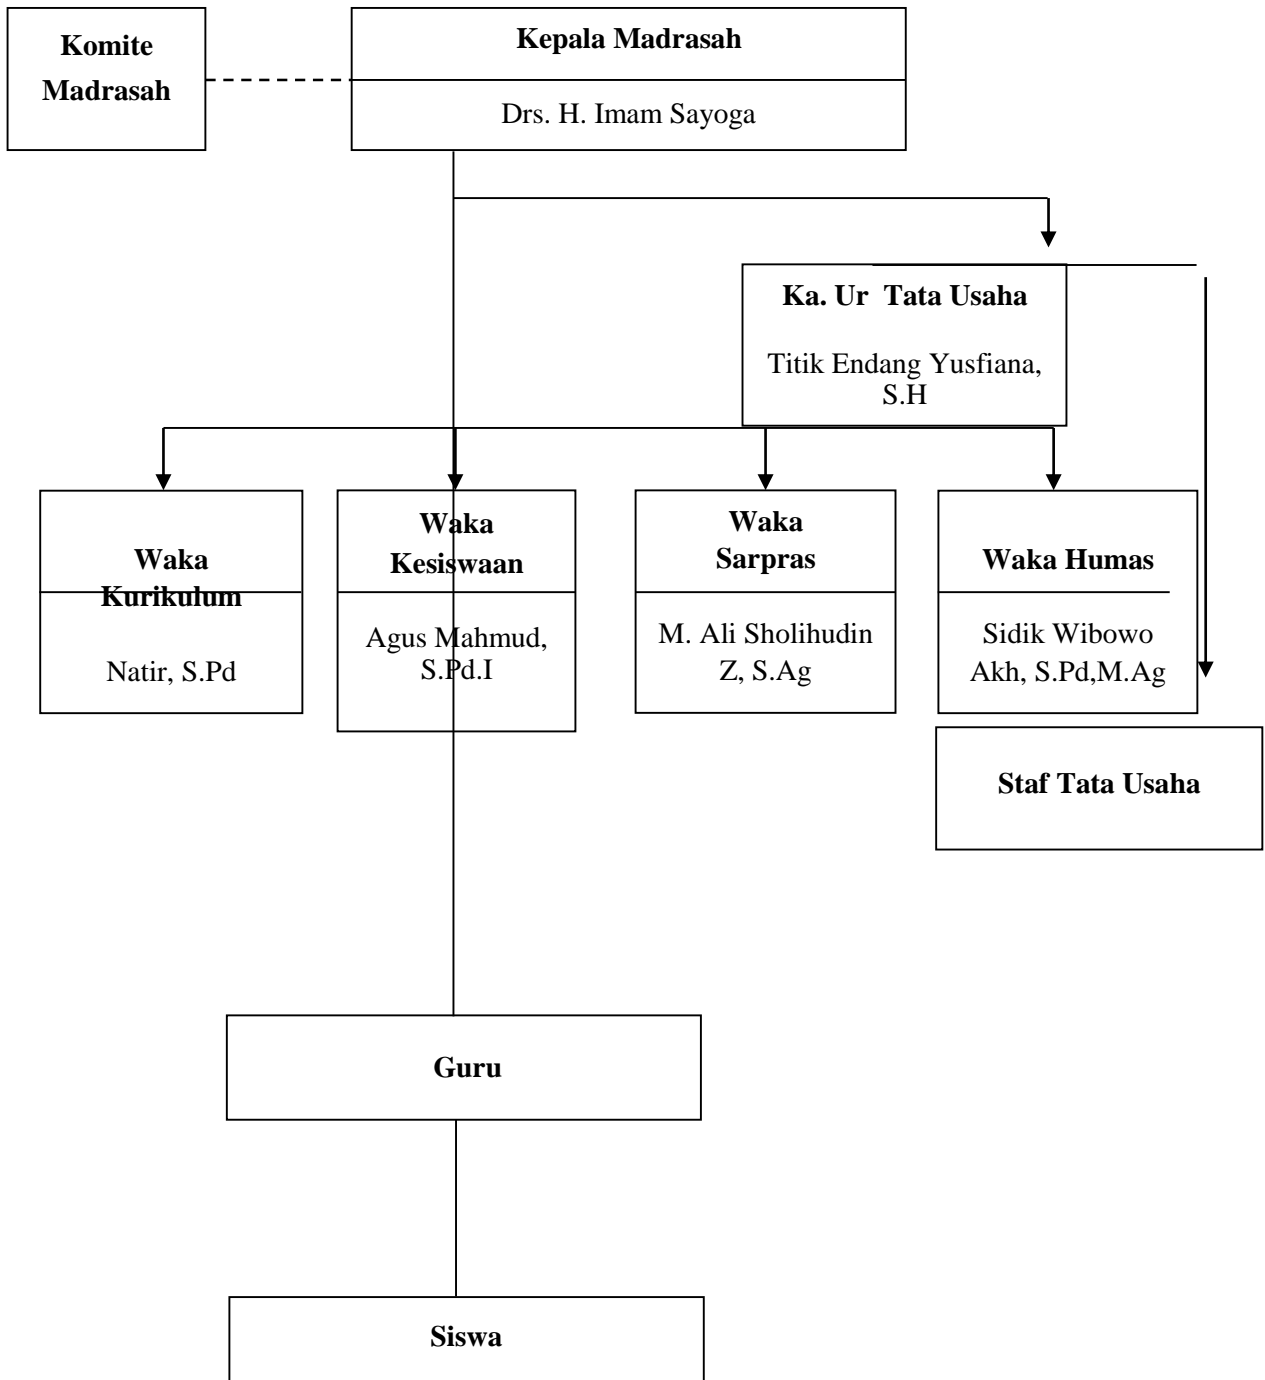 Komite
Madrasah
Kepala Madrasah
Drs. H. Imam Sayoga
Ka. Ur  Tata Usaha
Titik Endang Yusfiana,
S.H
Waka
Kurikulum
Natir, S.Pd
Waka
Kesiswaan
Agus Mahmud,
S.Pd.I
Waka
Sarpras
M. Ali Sholihudin
Z, S.Ag
Waka Humas
Sidik Wibowo
Akh, S.Pd,M.Ag
Staf Tata Usaha
Guru
Siswa